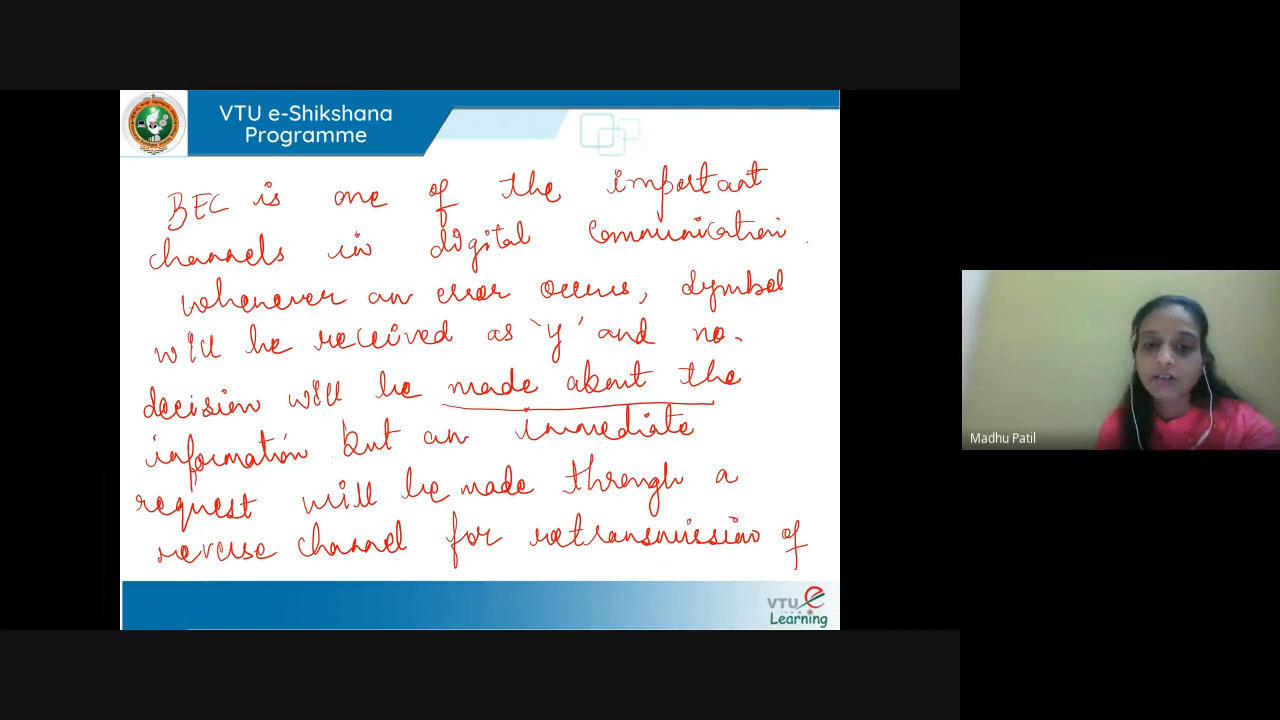 VTU e-Shikshana
Programme
BEC is one of the important
channels in digital communication.
whenever an error occurs, symbol
will be received as 'y' and no.
decision will be made about the
information but an immediate
request will be made through a
reverse channel for retransmission of
VTU e
Learning
Madhu Patil